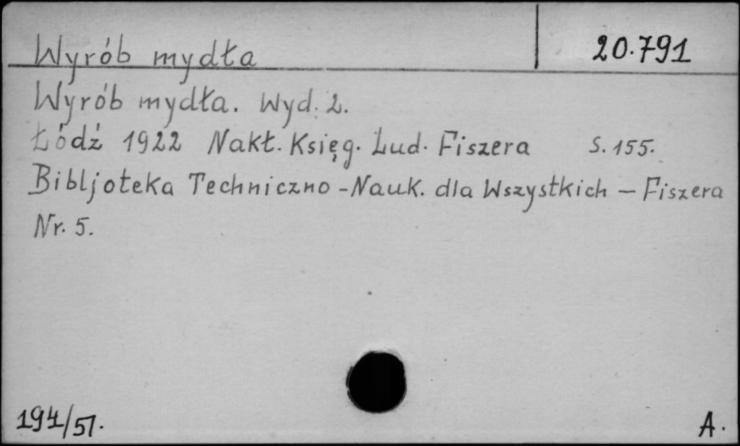 Wyrób mydła
20.791
Wyrób mydła. Wyd. 2.
Łódź 1922 Nakł. Księg. Lud. Fiszera S. 155.
Bibljoteka Techniczno-Nauk. dla Wszystkich – Fiszera
Nr. 5.
194/51.
A.